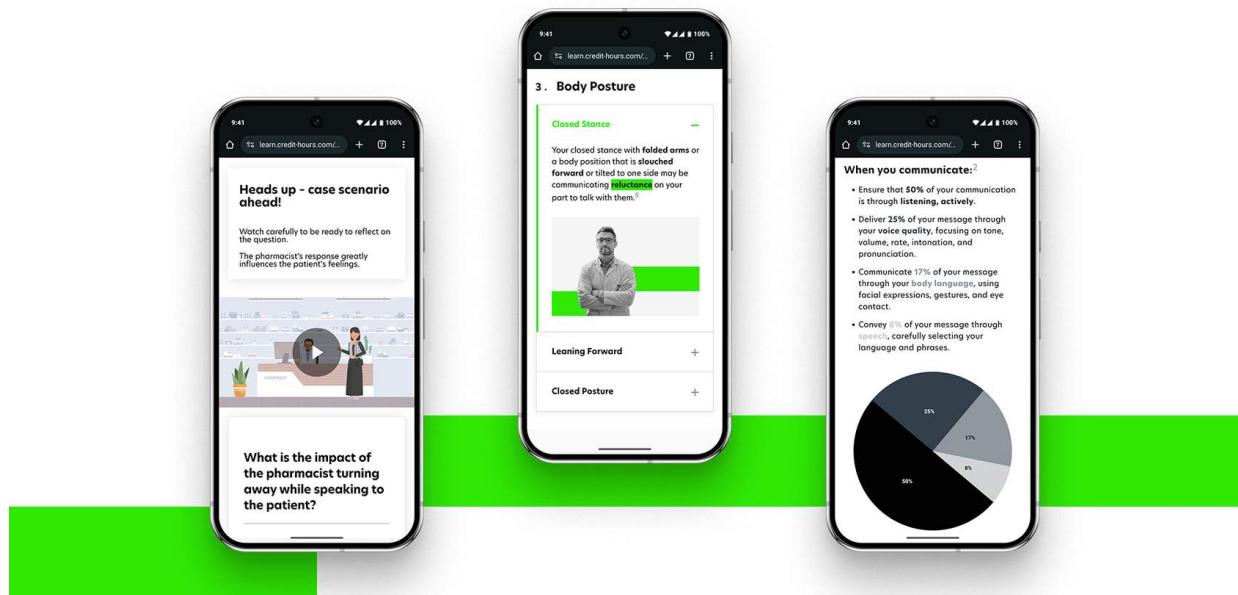 9:41
100%
learn.credit-hours.com/...
7
Heads up - case scenario
ahead!
Watch carefully to be ready to reflect on
the question.
The pharmacist's response greatly
influences the patient's feelings.
PHARMACY
What is the impact of
the pharmacist turning
away while speaking to
the patient?
9:41
100%
learn.credit-hours.com/...
7
3. Body Posture
Closed Stance
Your closed stance with folded arms or
a body position that is slouched
forward or tilted to one side may be
communicating reluctance on your
part to talk with them.
Leaning Forward
Closed Posture
9:41
100%
learn.credit-hours.com/...
7
When you communicate:2
• Ensure that 50% of your communication
is through listening, actively.
• Deliver 25% of your message through
your voice quality, focusing on tone,
volume, rate, intonation, and
pronunciation.
• Communicate 17% of your message
through your body language, using
facial expressions, gestures, and eye
contact.
• Convey 8% of your message through
speech, carefully selecting your
language and phrases.
25%
17%
8%
50%